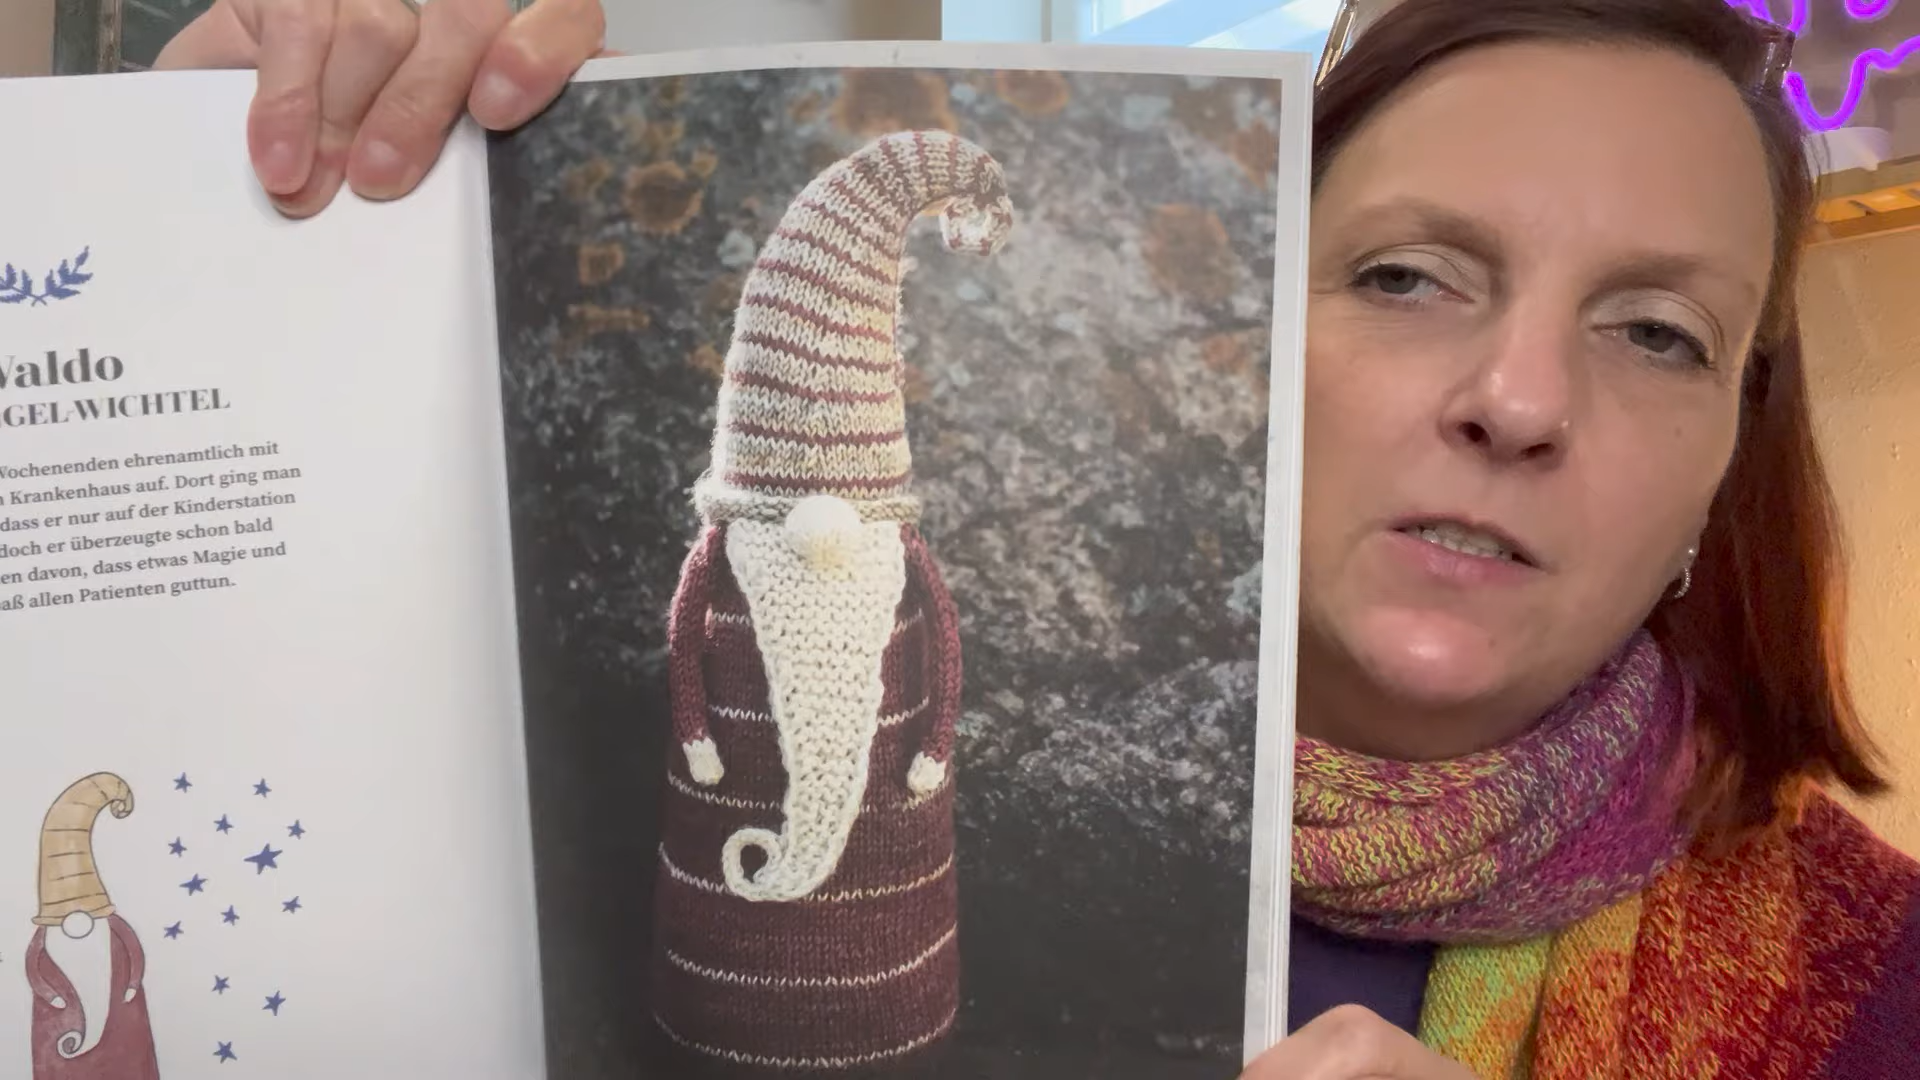 Waldo
GEL-WICHTEL
Wochenenden ehrenamtlich mit
Krankenhaus auf. Dort ging man
dass er nur auf der Kinderstation
doch er überzeugte schon bald
en davon, dass etwas Magie und
aß allen Patienten guttun.